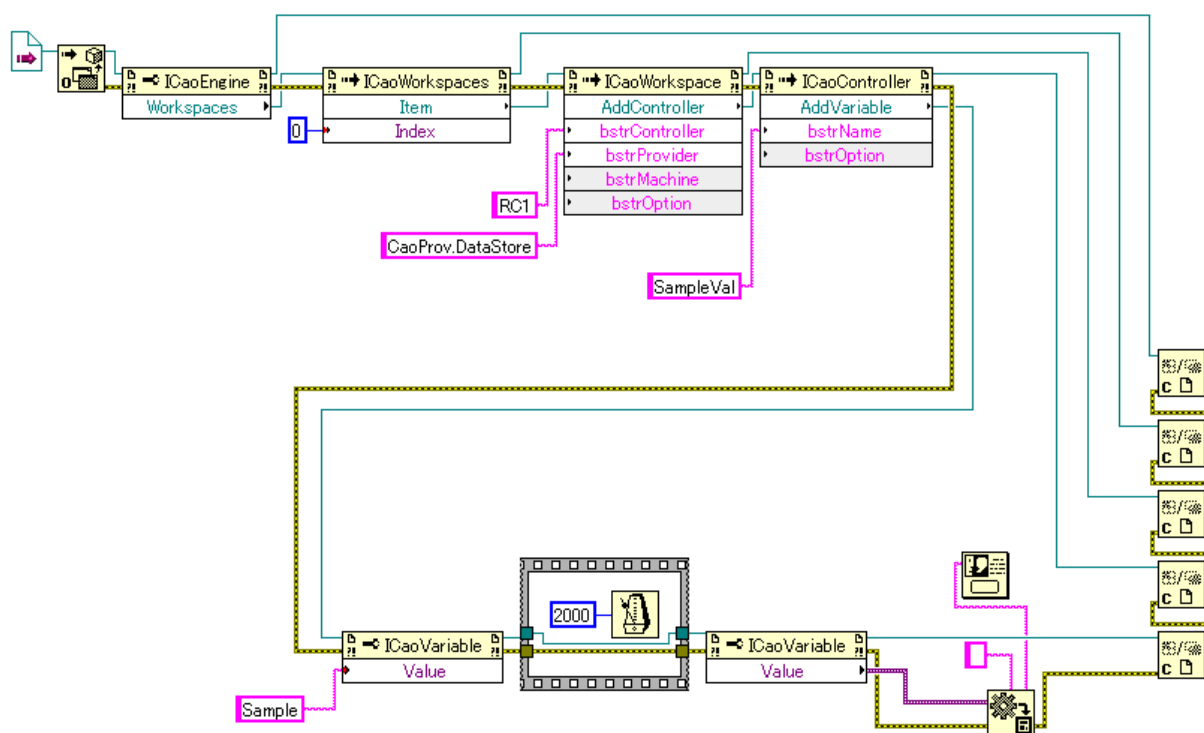 ICaoEngine
Workspaces
ICaoWorkspaces
Item
Index
0
ICaoWorkspace
AddController
bstrController
bstrProvider
bstrMachine
bstrOption
RC1
CaoProv.DataStore
ICaoController
AddVariable
bstrName
bstrOption
SampleVal
C
C
C
C
2000
ICaoVariable
Value
Sample
ICaoVariable
Value
C